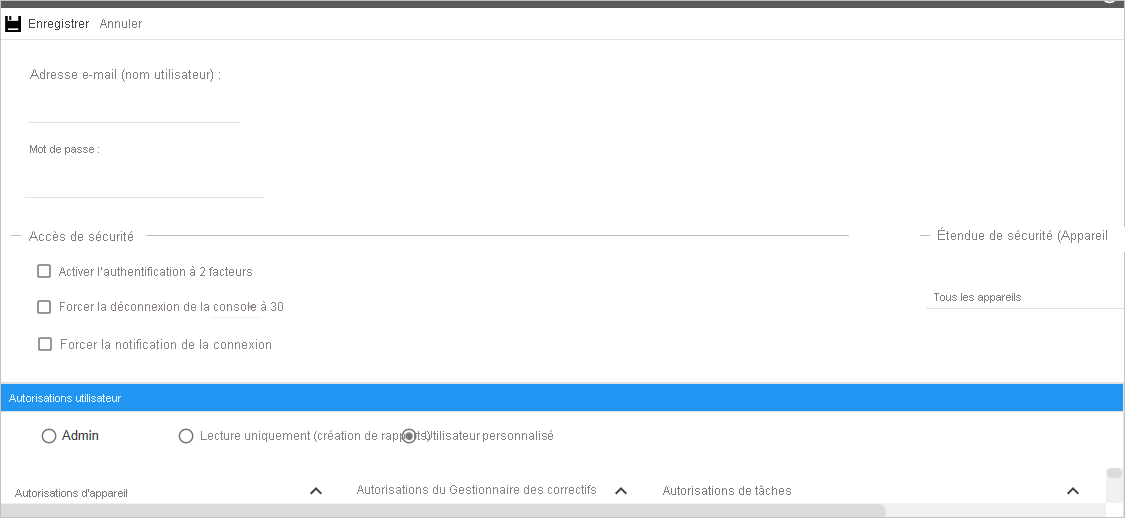 Enregistrer Annuler
Adresse e-mail (nom utilisateur) :
Mot de passe :
Accès de sécurité
Étendue de sécurité (Appareil
Activer l'authentification à 2 facteurs
Forcer la déconnexion de la console à 30
Tous les appareils
Forcer la notification de la connexion
Autorisations utilisateur
Admin Lecture uniquement (création de rapports) Utilisateur personnalisé
Autorisations d'appareil Autorisations du Gestionnaire des correctifs Autorisations de tâches